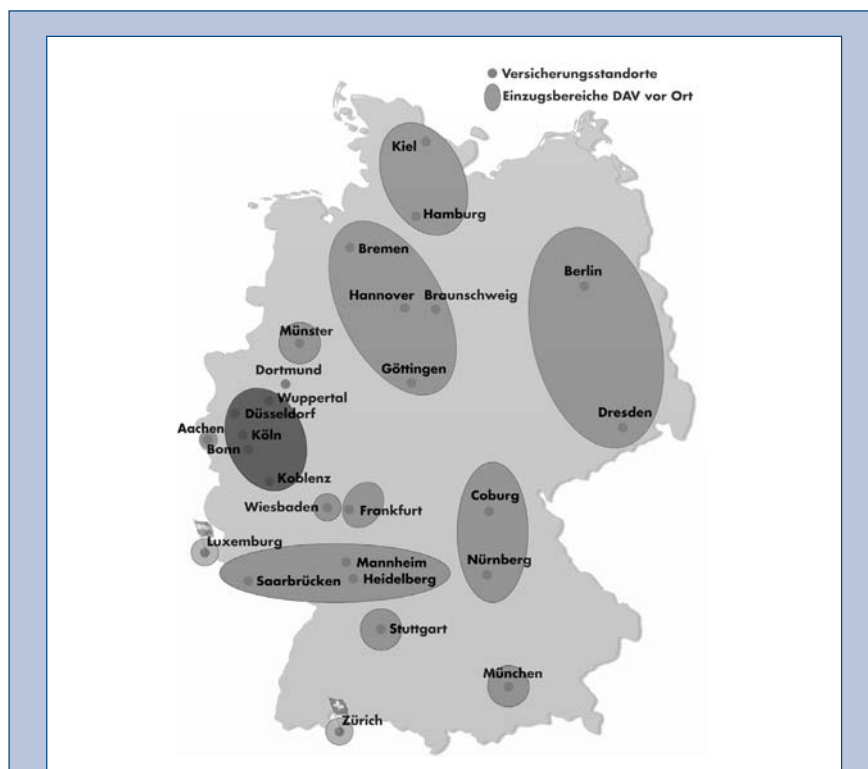 Versicherungsstandorte
Einzugsbereiche DAV vor Ort
Kiel
Hamburg
Bremen
Berlin
Hannover
Braunschweig
Münster
Göttingen
Dortmund
Wuppertal
Düsseldorf
Dresden
Aachen
Köln
Bonn
Koblenz
Coburg
Wiesbaden
Frankfurt
Luxemburg
Mannheim
Nürnberg
Saarbrücken
Heidelberg
Stuttgart
München
Zürich